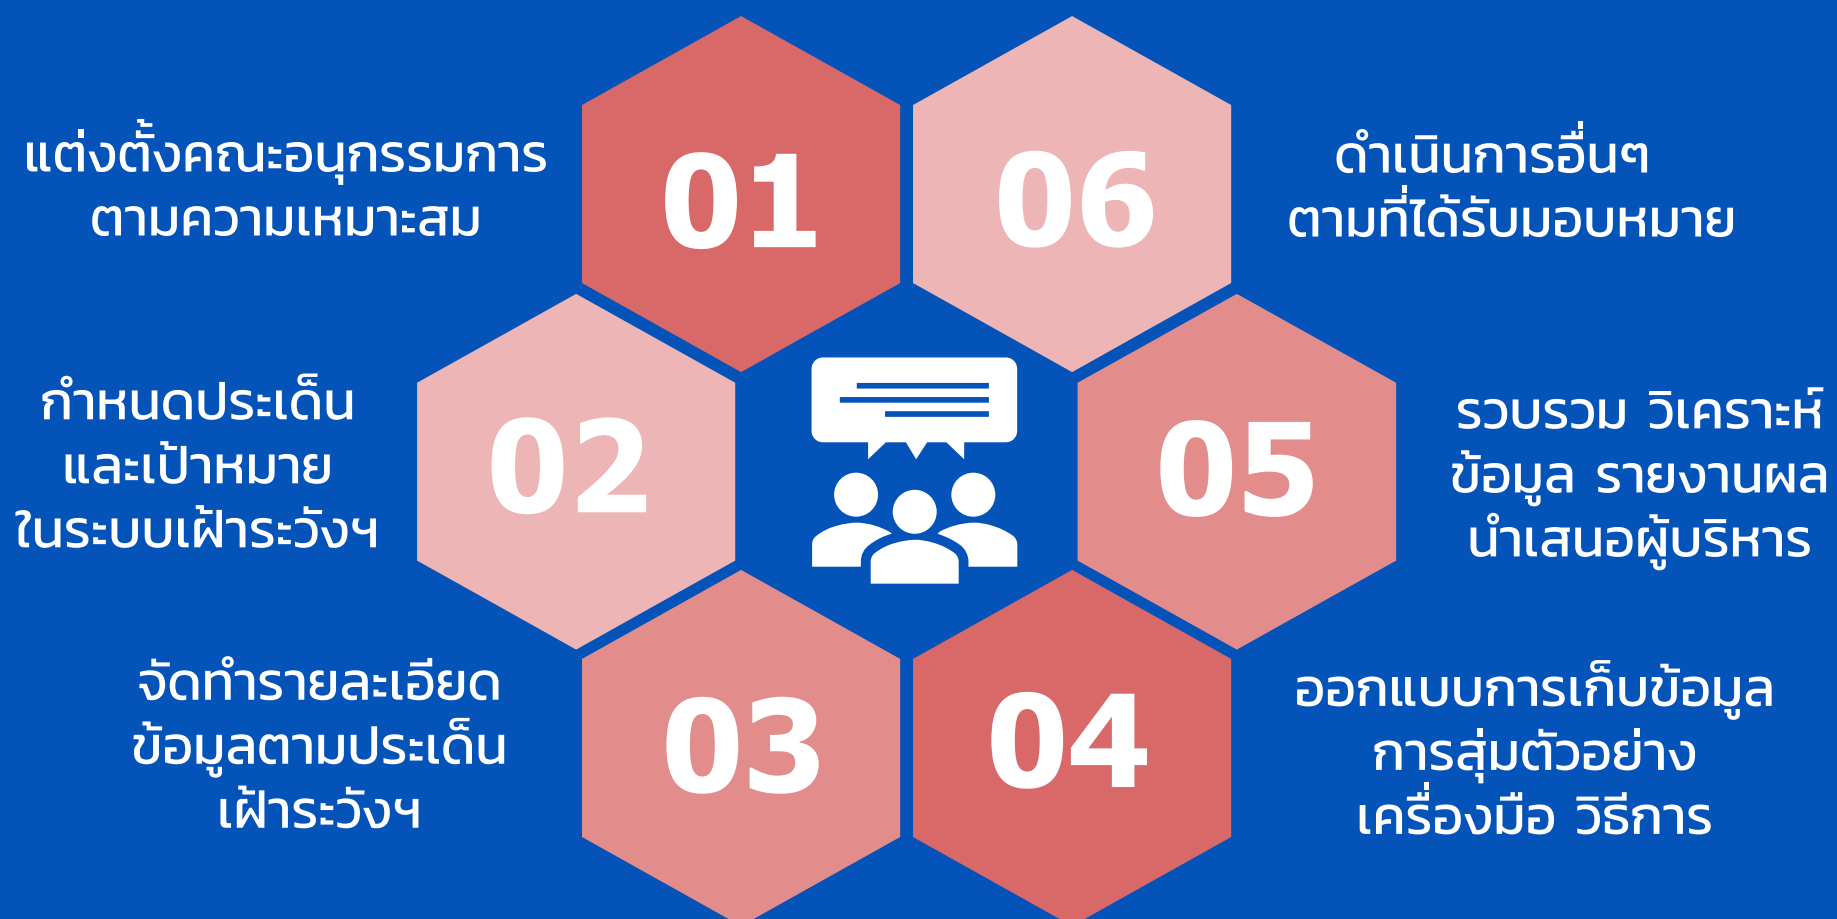 01
แต่งตั้งคณะอนุกรรมการ
ตามความเหมาะสม
02
กำหนดประเด็น
และเป้าหมาย
ในระบบเฝ้าระวังฯ
03
จัดทำรายละเอียด
ข้อมูลตามประเด็น
เฝ้าระวังฯ
04
ออกแบบการเก็บข้อมูล
การสุ่มตัวอย่าง
เครื่องมือ วิธีการ
05
รวบรวม วิเคราะห์
ข้อมูล รายงานผล
นำเสนอผู้บริหาร
06
ดำเนินการอื่นๆ
ตามที่ได้รับมอบหมาย